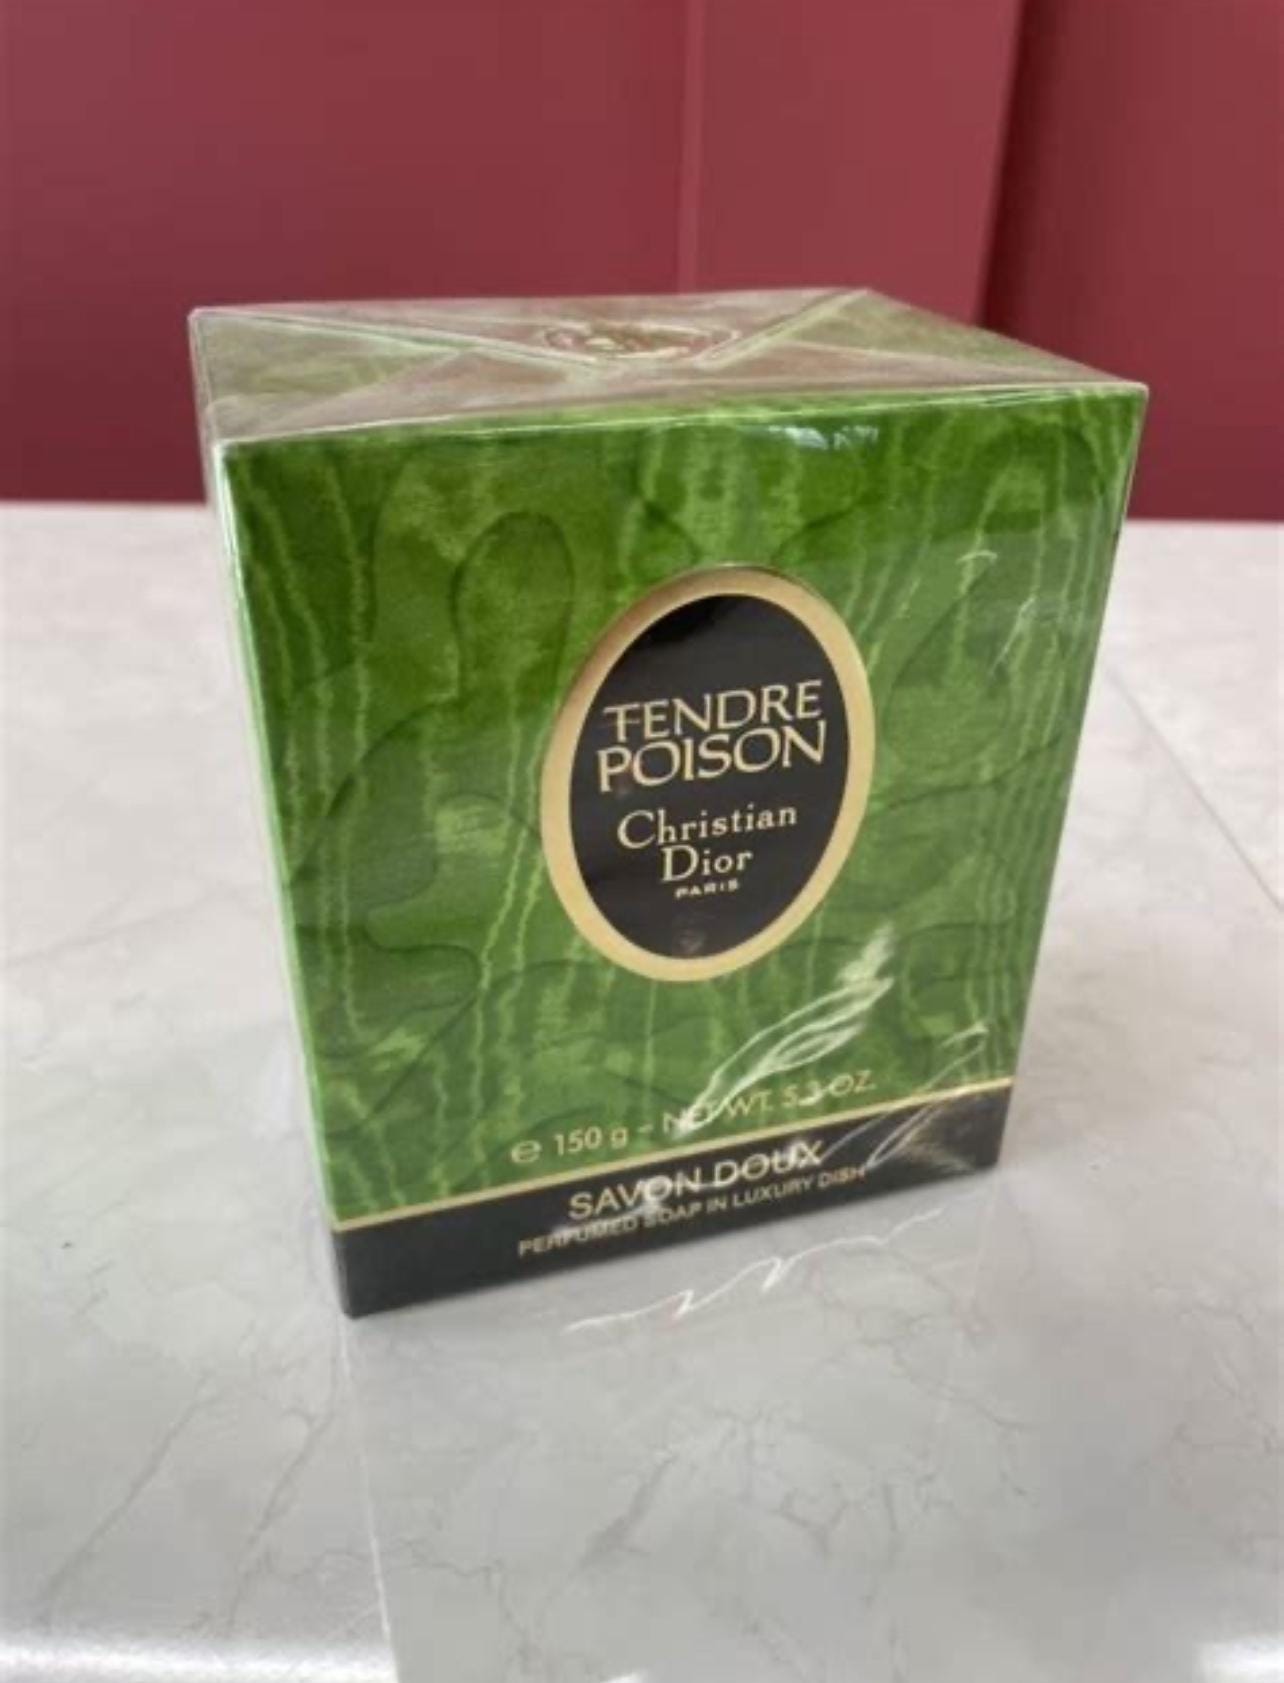 TENDRE
POISON
Christian
Dior
PARIS
℮ 150 g - NET WT. 5.3 OZ.
SAVON DOUX
PERFUMED SOAP IN LUXURY DISH